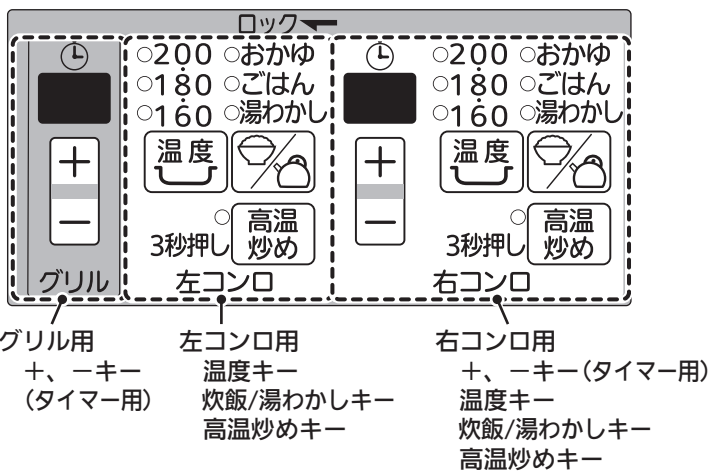 ロック
200 おかゆ
180 ごはん
160 湯わかし
温度
3秒押し
高温
炒め
＋
－
グリル
左コンロ
200 おかゆ
180 ごはん
160 湯わかし
＋
－
温度
3秒押し
高温
炒め
右コンロ
グリル用
＋、－キー
（タイマー用）
左コンロ用
温度キー
炊飯/湯わかしキー
高温炒めキー
右コンロ用
＋、－キー（タイマー用）
温度キー
炊飯/湯わかしキー
高温炒めキー